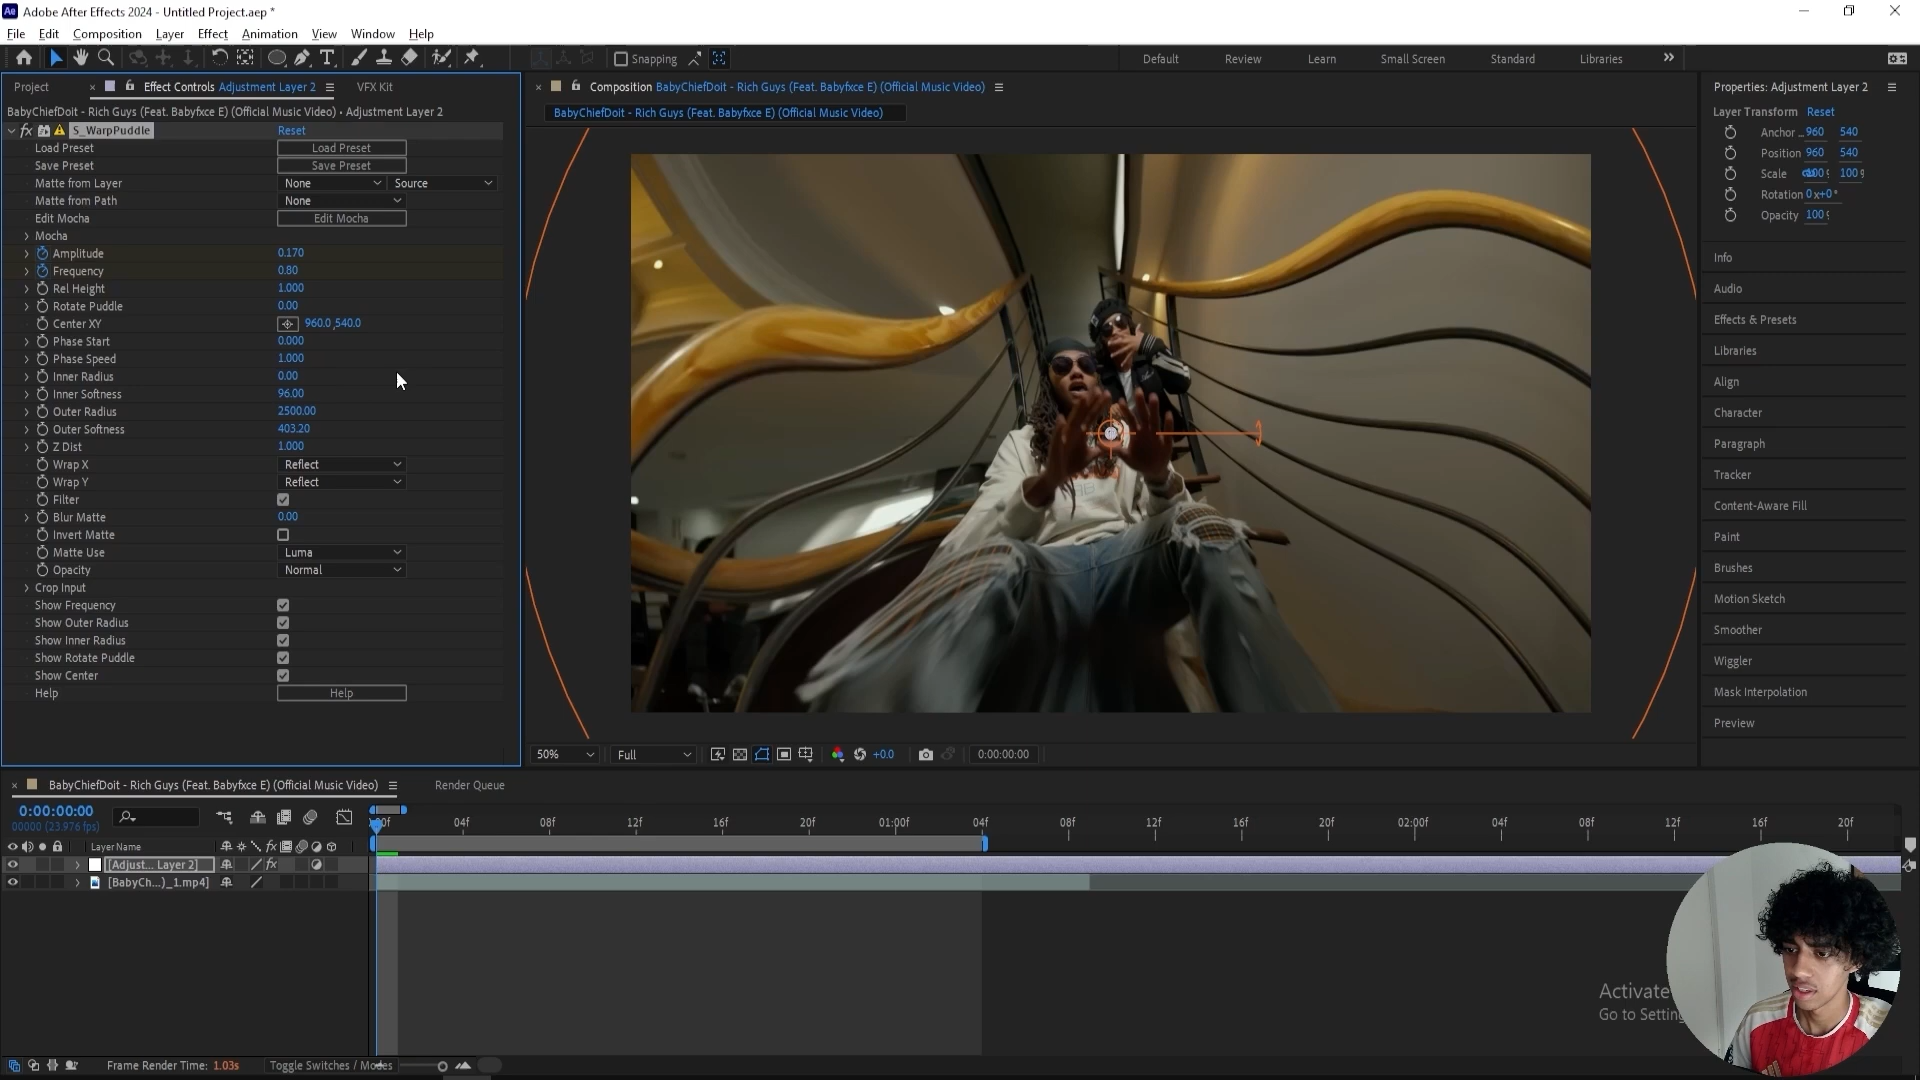 Ae Adobe After Effects 2024 - Untitled Project.aep *
File Edit Composition Layer Effect Animation View Window Help
Snapping Default Review Learn Small Screen Standard Libraries
Project × Effect Controls Adjustment Layer 2 VFX Kit
BabyChiefDoit - Rich Guys (Feat. Babyfxce E) (Official Music Video) • Adjustment Layer 2
fx S_WarpPuddle Reset
Load Preset Load Preset
Save Preset Save Preset
Matte from Layer None Source
Matte from Path None
Edit Mocha Edit Mocha
Mocha
Amplitude 0.170
Frequency 0.80
Rel Height 1.000
Rotate Puddle 0.00
Center XY 960.0,540.0
Phase Start 0.000
Phase Speed 1.000
Inner Radius 0.00
Inner Softness 96.00
Outer Radius 2500.00
Outer Softness 403.20
Z Dist 1.000
Wrap X Reflect
Wrap Y Reflect
Filter
Blur Matte 0.00
Invert Matte
Matte Use Luma
Opacity Normal
Crop Input
Show Frequency
Show Outer Radius
Show Inner Radius
Show Rotate Puddle
Show Center
Help Help
× Composition BabyChiefDoit - Rich Guys (Feat. Babyfxce E) (Official Music Video)
BabyChiefDoit - Rich Guys (Feat. Babyfxce E) (Official Music Video)
50% Full +0.0 0:00:00:00
Properties: Adjustment Layer 2
Layer Transform Reset
Anchor .. 960 540
Position 960 540
Scale 100 100
Rotation 0x+0°
Opacity 100
Info
Audio
Effects & Presets
Libraries
Align
Character
Paragraph
Tracker
Content-Aware Fill
Paint
Brushes
Motion Sketch
Smoother
Wiggler
Mask Interpolation
Preview
× BabyChiefDoit - Rich Guys (Feat. Babyfxce E) (Official Music Video) Render Queue
0:00:00:00
00000 (23.976 fps)
04f 08f 12f 16f 20f 01:00f 04f 08f 12f 16f 20f 02:00f 04f 08f 12f 16f 20f
Layer Name
[Adjust... Layer 2] fx
[BabyCh...)_1.mp4]
Activate
Go to Setting
Frame Render Time: 1.03s Toggle Switches / Modes